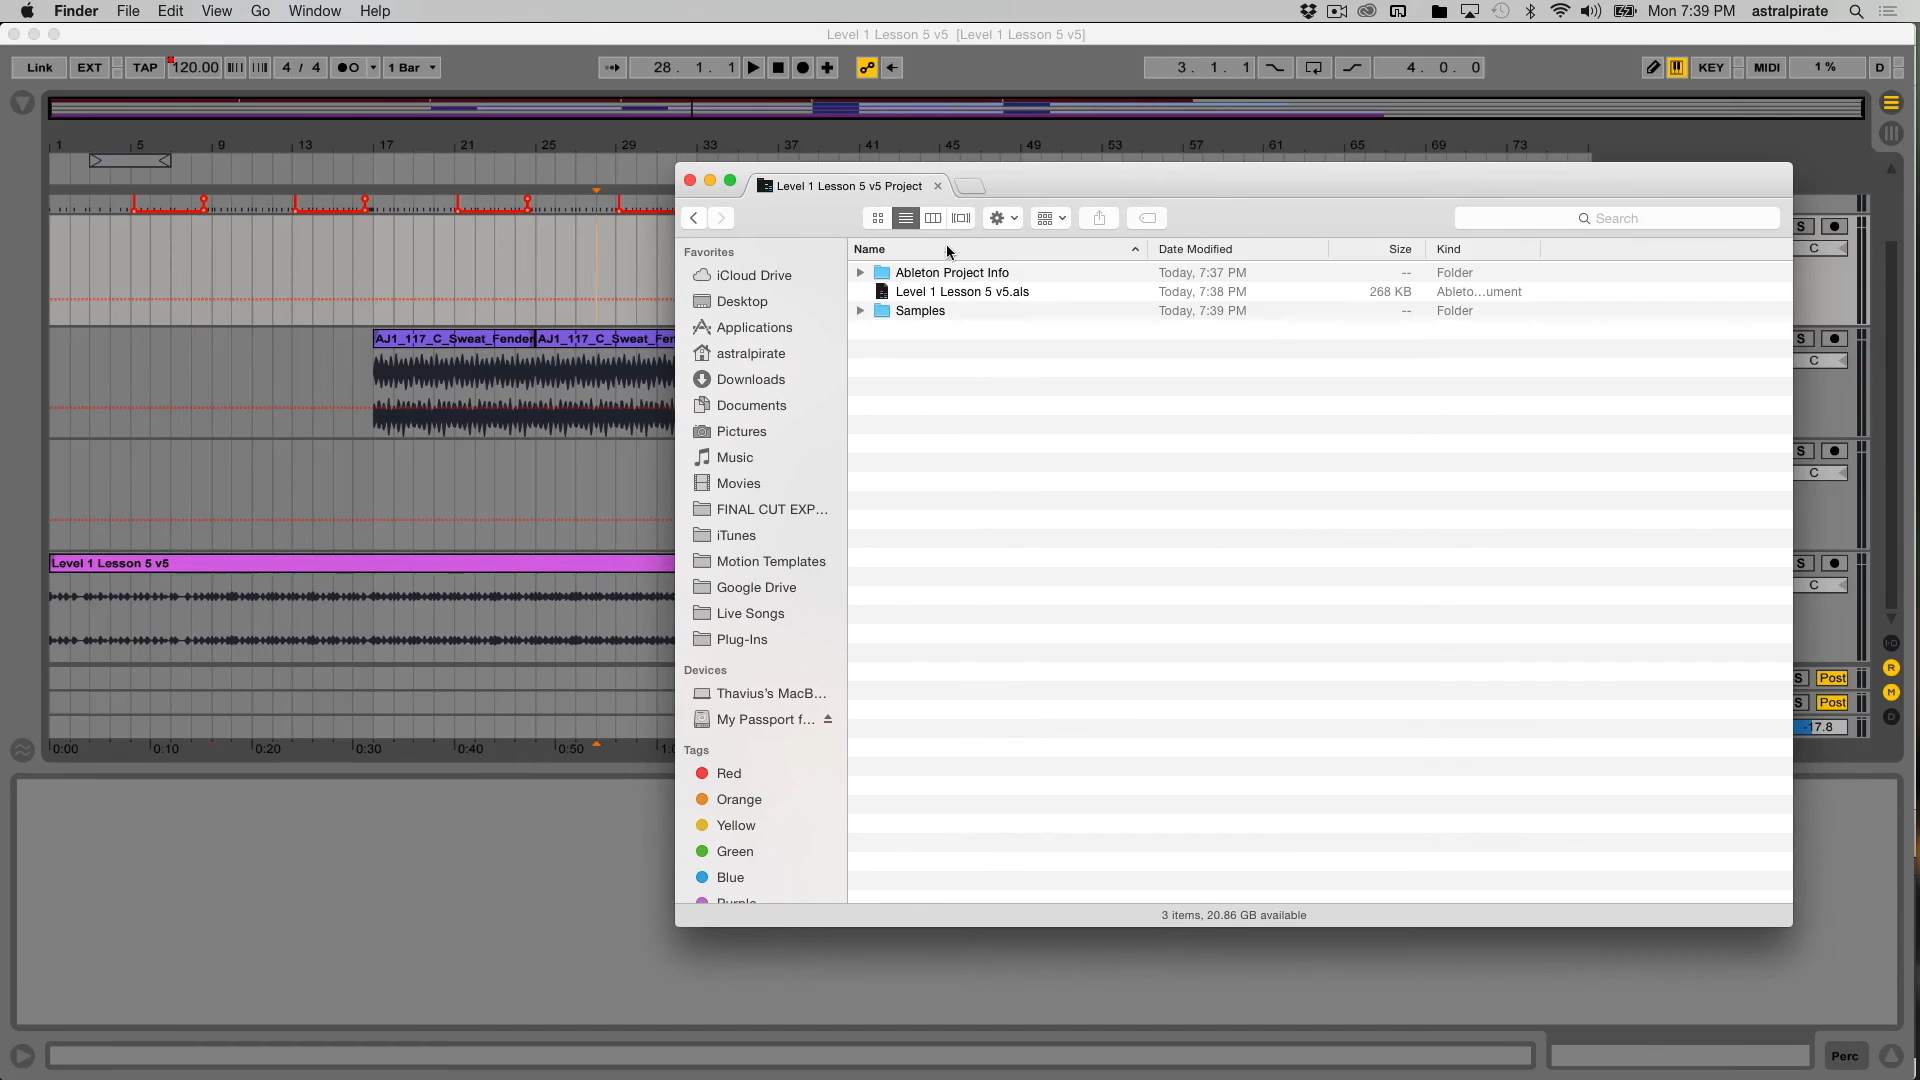 Finder File Edit View Go Window Help Mon 7:39 PM astralpirate
Level 1 Lesson 5 v5 [Level 1 Lesson 5 v5]
Link EXT TAP 120.00 4 / 4 1 Bar 28. 1. 1 3. 1. 1 4. 0. 0 KEY MIDI 1 % D
1 5 9 13 17 21 25 29 33 37 41 45 49 53 57 61 65 69 73
Level 1 Lesson 5 v5 Project
Search
Favorites
iCloud Drive
Desktop
Applications
astralpirate
Downloads
Documents
Pictures
Music
Movies
FINAL CUT EXP...
iTunes
Motion Templates
Google Drive
Live Songs
Plug-Ins
Devices
Thavius's MacB...
My Passport f...
Tags
Red
Orange
Yellow
Green
Blue
Purple
Name Date Modified Size Kind
Ableton Project Info Today, 7:37 PM -- Folder
Level 1 Lesson 5 v5.als Today, 7:38 PM 268 KB Ableto...ument
Samples Today, 7:39 PM -- Folder
3 items, 20.86 GB available
AJ1_117_C_Sweat_Fender AJ1_117_C_Sweat_Fen
Level 1 Lesson 5 v5
S
C
S
C
S
C
S
C
S Post
S Post
-17.8
R
M
D
0:00 0:10 0:20 0:30 0:40 0:50 1:0
Perc